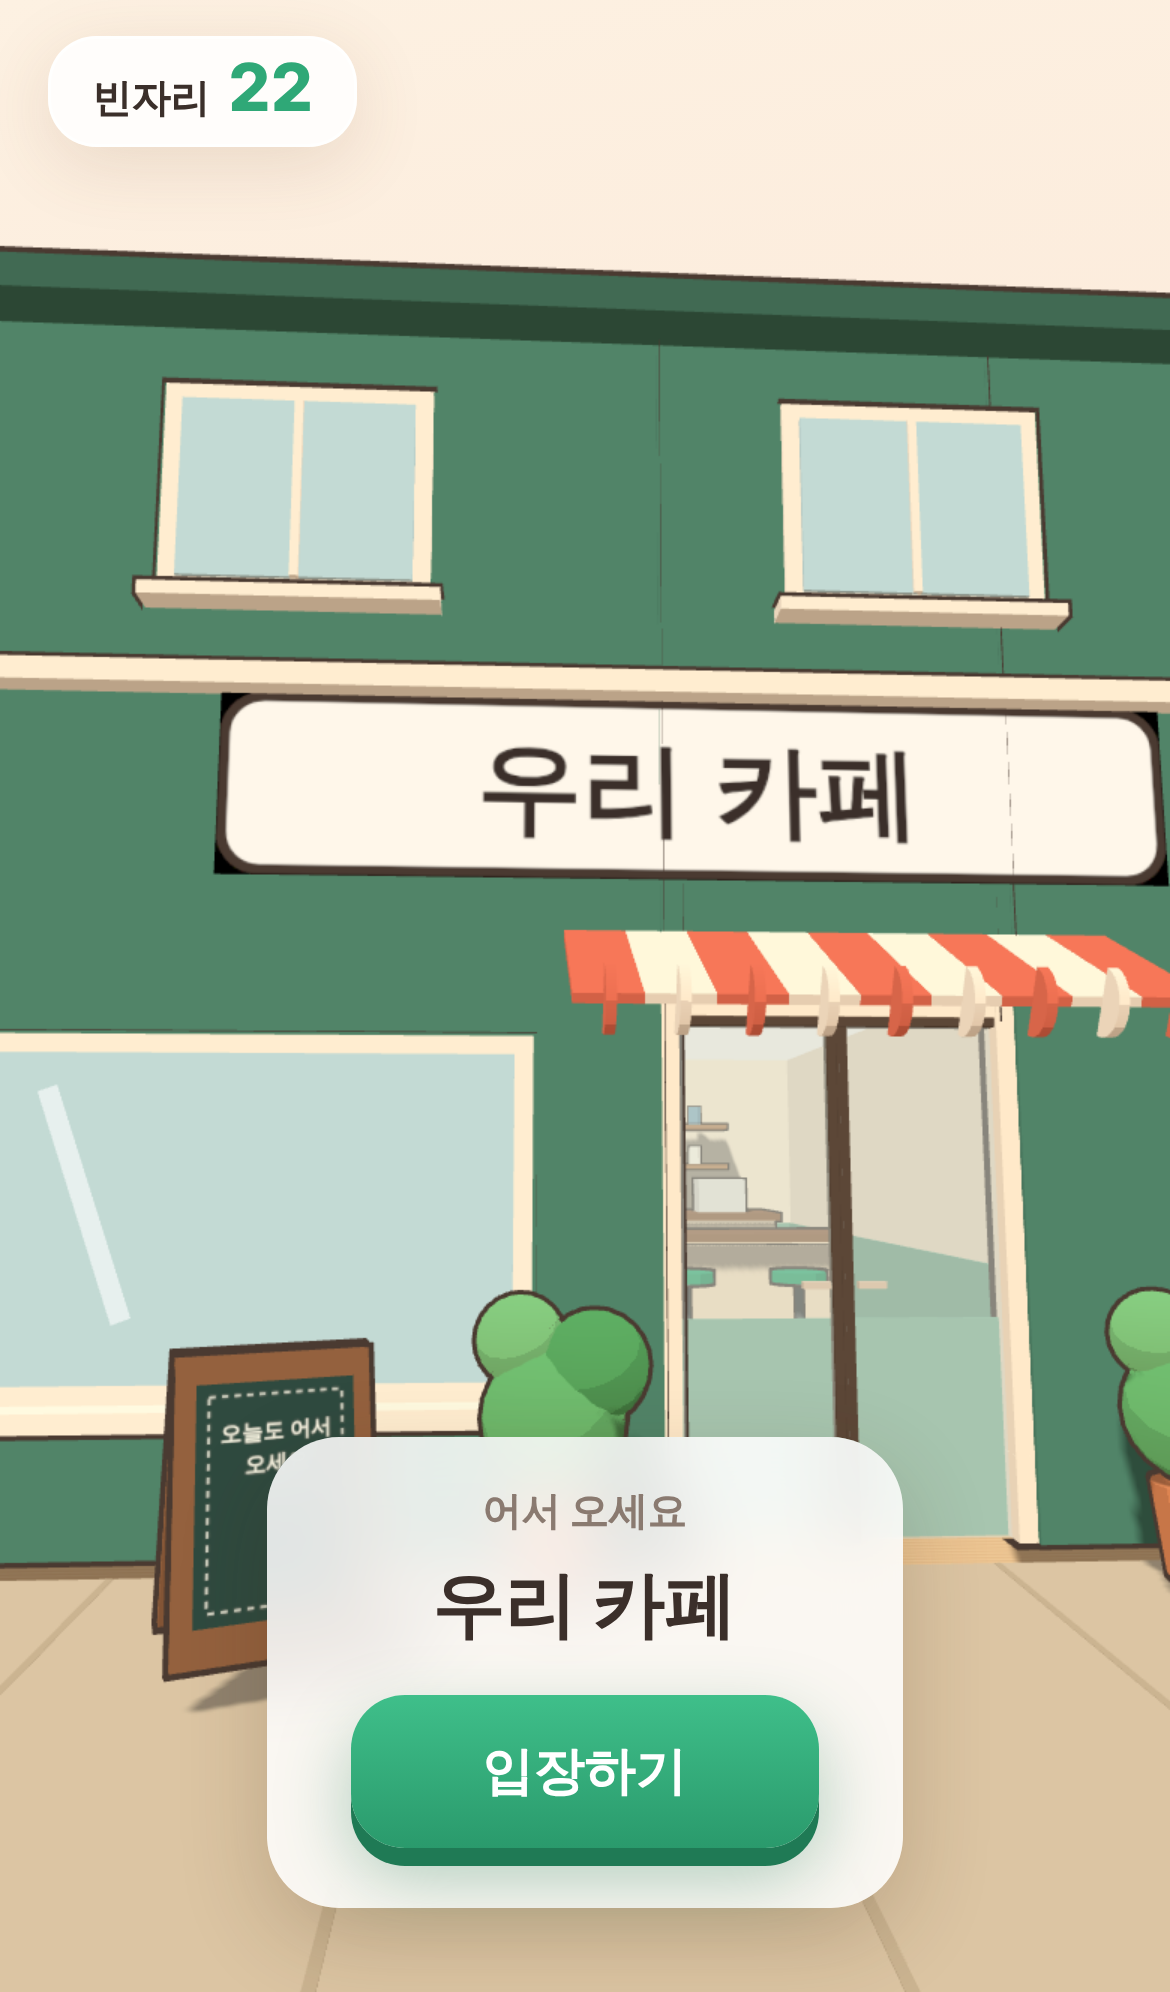 빈자리 22
우리 카페
오늘도 어서
어서 오세요
우리 카페
입장하기